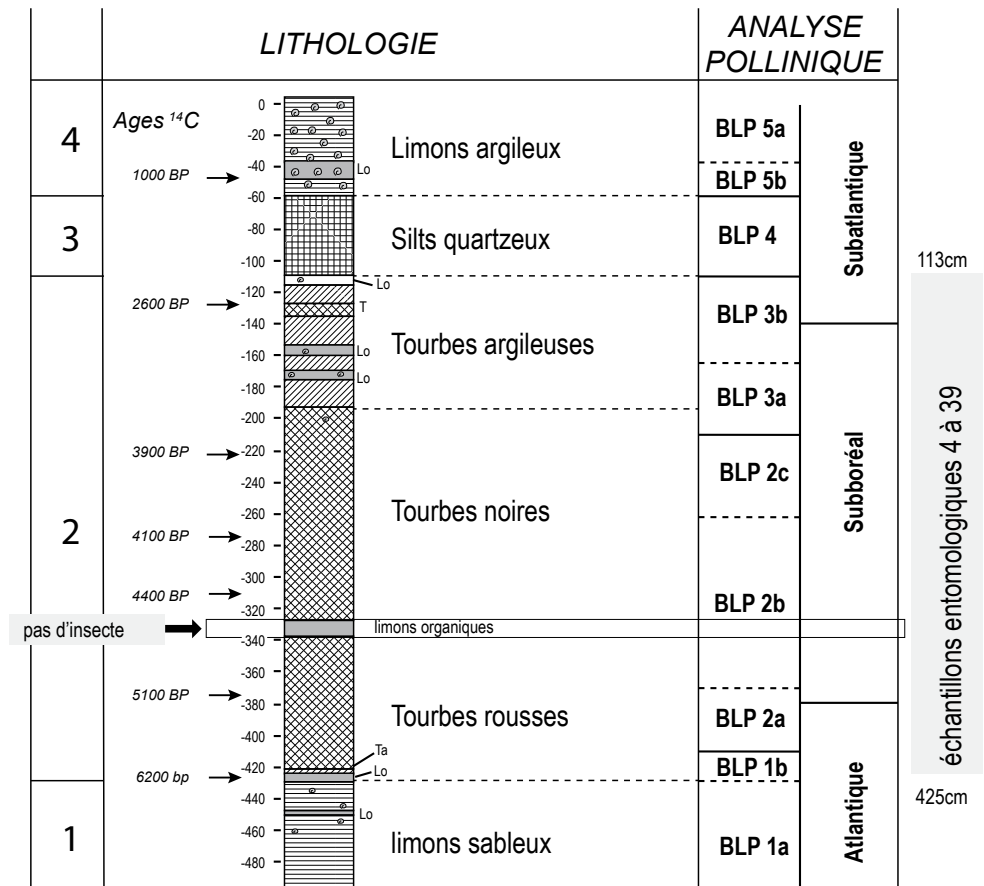 LITHOLOGIE
ANALYSE
POLLINIQUE
Ages ¹⁴C
4
3
2
1
0
-20
-40
-60
-80
-100
-120
-140
-160
-180
-200
-220
-240
-260
-280
-300
-320
-340
-360
-380
-400
-420
-440
-460
-480
1000 BP
2600 BP
3900 BP
4100 BP
4400 BP
5100 BP
6200 bp
pas d'insecte
Lo
Lo
T
Lo
Lo
Ta
Lo
Lo
Limons argileux
Silts quartzeux
Tourbes argileuses
Tourbes noires
limons organiques
Tourbes rousses
limons sableux
BLP 5a
BLP 5b
BLP 4
BLP 3b
BLP 3a
BLP 2c
BLP 2b
BLP 2a
BLP 1b
BLP 1a
Subatlantique
Subboréal
Atlantique
113cm
échantillons entomologiques 4 à 39
425cm